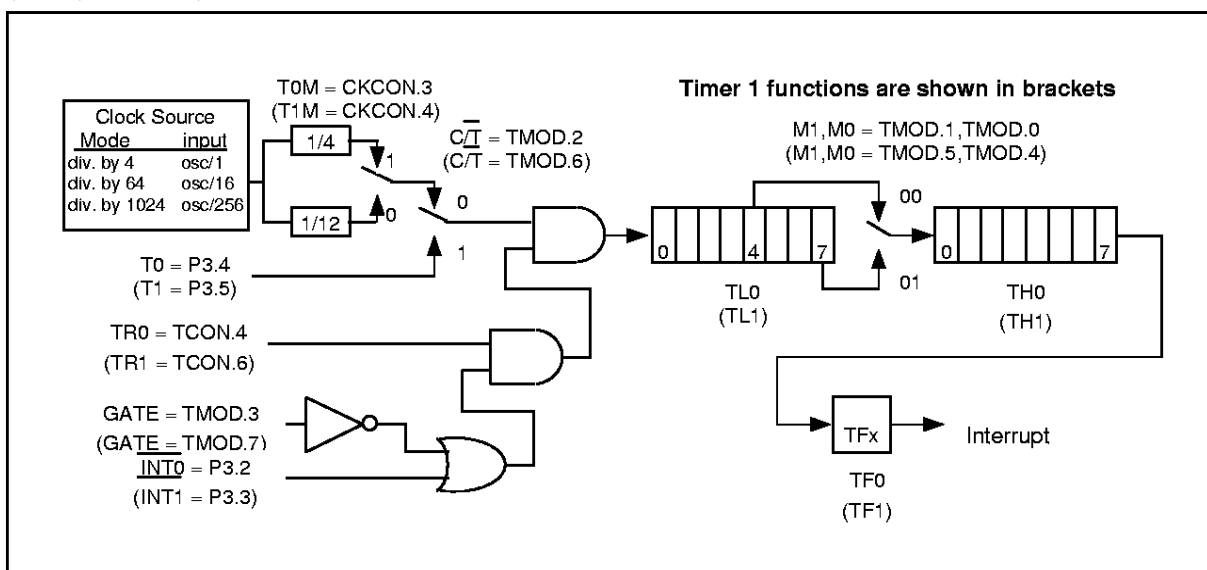 T0M = CKCON.3
(T1M = CKCON.4)
Timer 1 functions are shown in brackets
Clock Source
Mode input
div. by 4 osc/1
div. by 64 osc/16
div. by 1024 osc/256
1/4
1/12
1
0
C/T̅ = TMOD.2
(C/T̅ = TMOD.6)
0
1
M1,M0 = TMOD.1,TMOD.0
(M1,M0 = TMOD.5,TMOD.4)
00
01
0 4 7
TL0
(TL1)
0 7
TH0
(TH1)
T0 = P3.4
(T1 = P3.5)
TR0 = TCON.4
(TR1 = TCON.6)
GATE = TMOD.3
(GATE = TMOD.7)
I̅N̅T̅0̅ = P3.2
(I̅N̅T̅1̅ = P3.3)
TFx
Interrupt
TF0
(TF1)